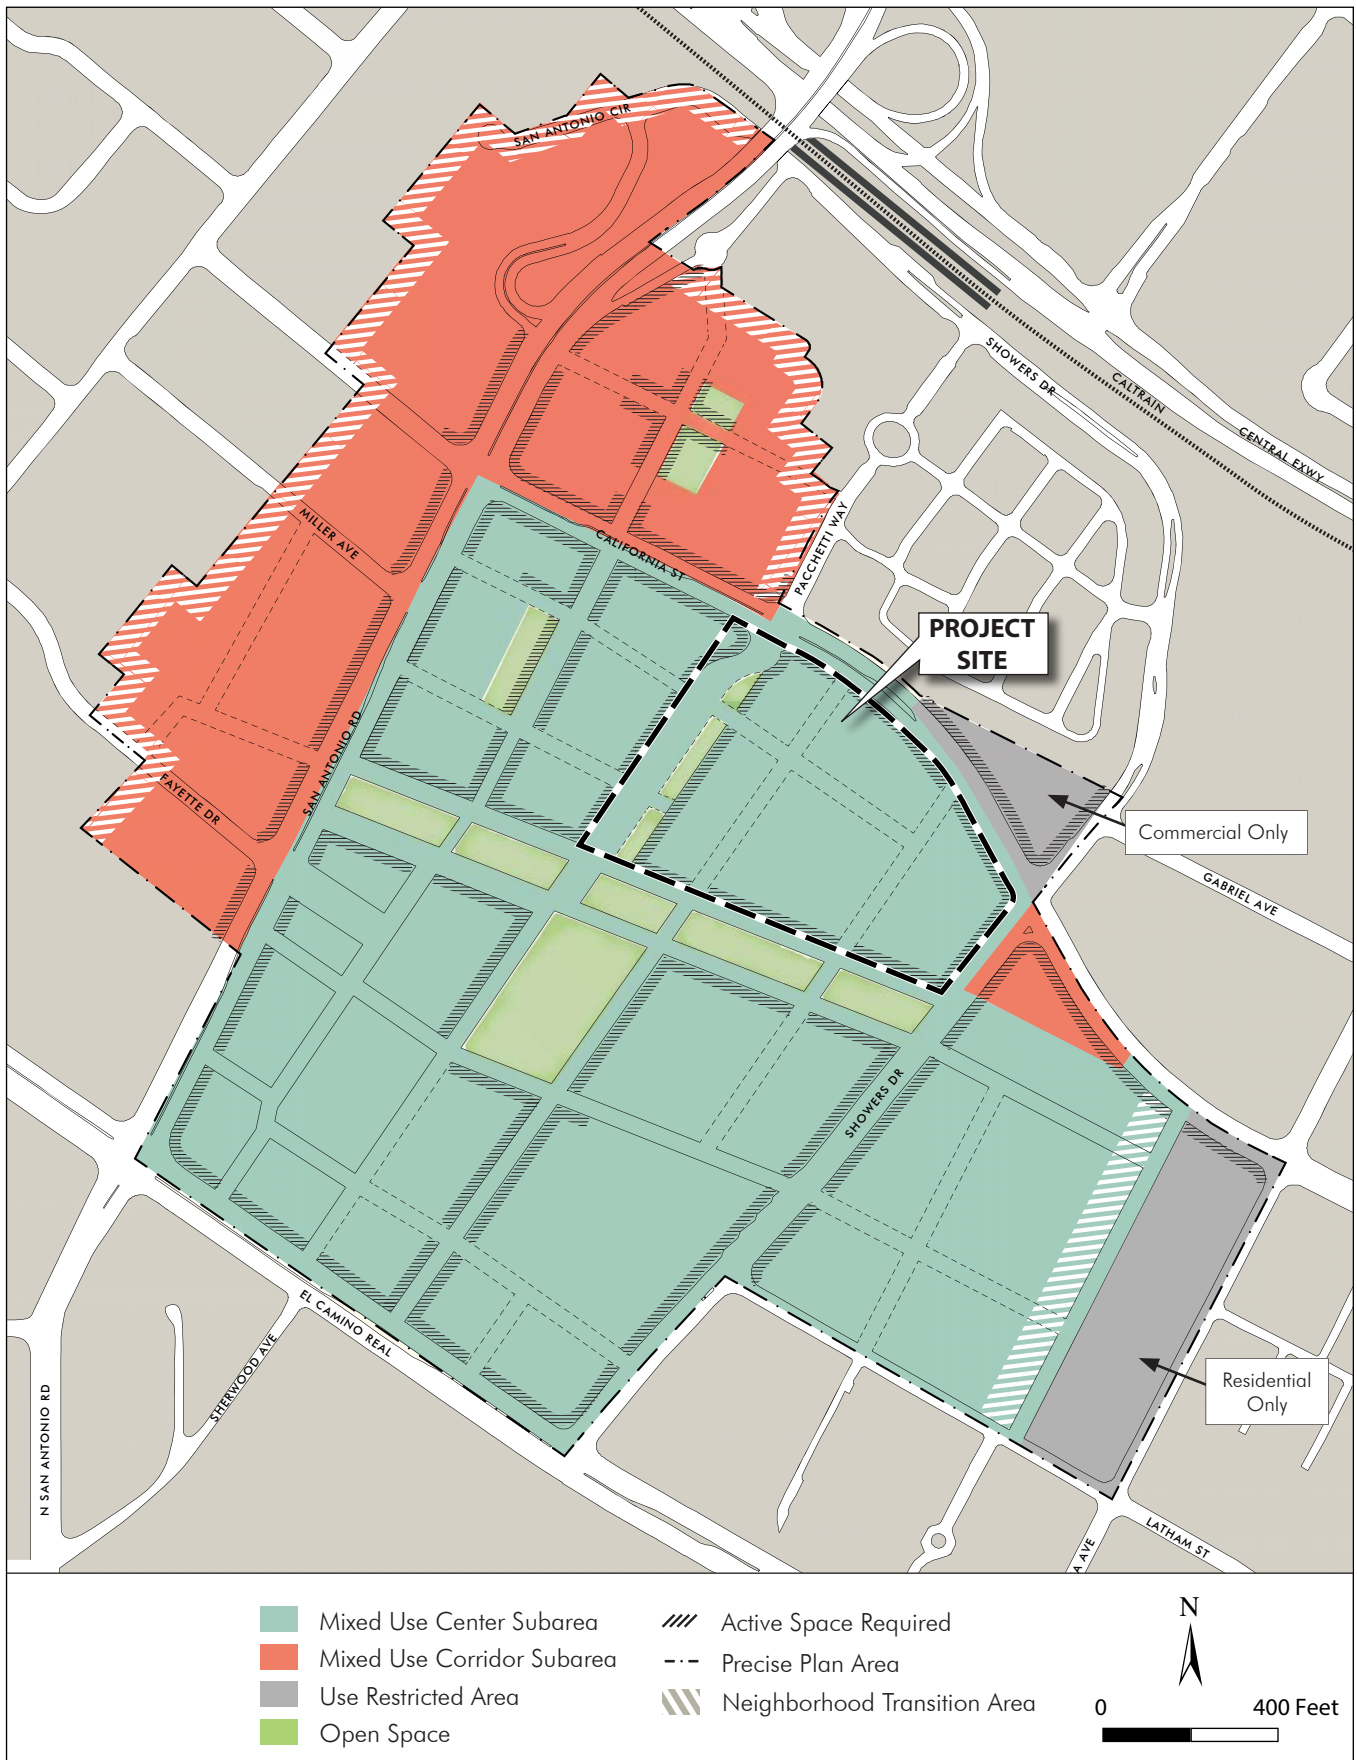 SAN ANTONIO CIR
SHOWERS DR
CALTRAIN
CENTRAL EXWY
MILLER AVE
CALIFORNIA ST
PACCHETTI WAY
PROJECT
SITE
SAN ANTONIO RD
FAYETTE DR
Commercial Only
GABRIEL AVE
SHOWERS DR
EL CAMINO REAL
SHERWOOD AVE
N SAN ANTONIO RD
Residential
Only
LATHAM ST
A AVE
Mixed Use Center Subarea
Mixed Use Corridor Subarea
Use Restricted Area
Open Space
Active Space Required
Precise Plan Area
Neighborhood Transition Area
N
0 400 Feet